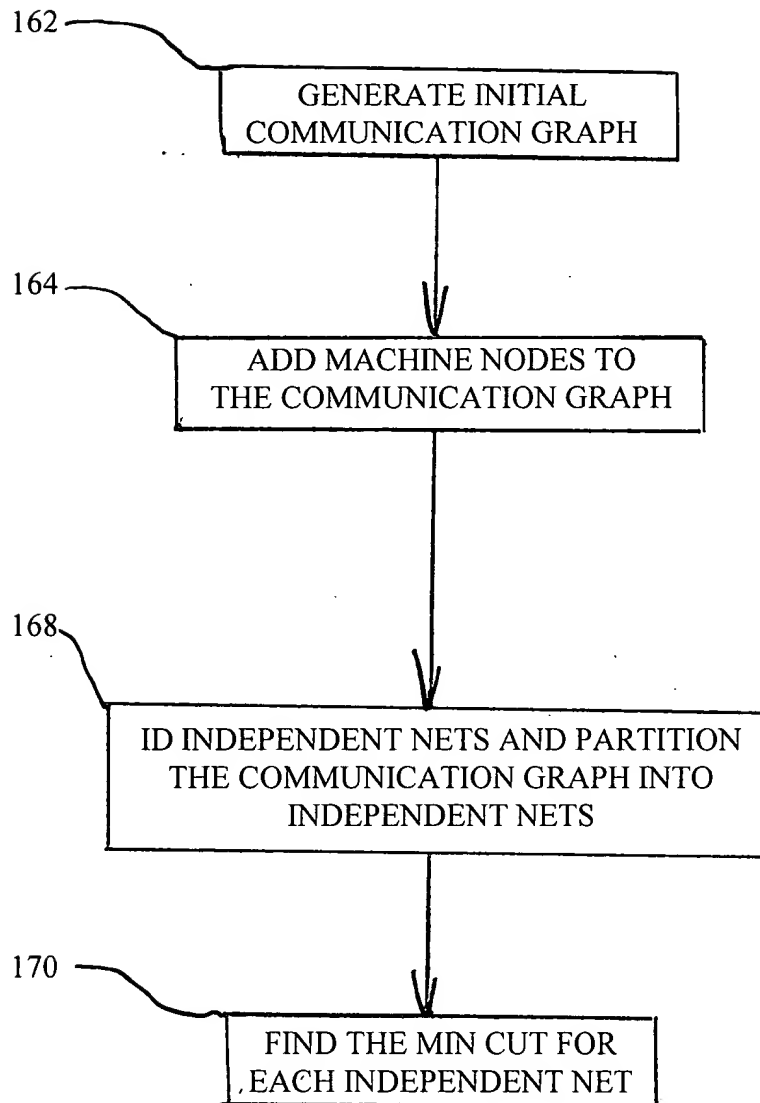 162
GENERATE INITIAL
COMMUNICATION GRAPH
164
ADD MACHINE NODES TO
THE COMMUNICATION GRAPH
168
ID INDEPENDENT NETS AND PARTITION
THE COMMUNICATION GRAPH INTO
INDEPENDENT NETS
170
FIND THE MIN CUT FOR
EACH INDEPENDENT NET